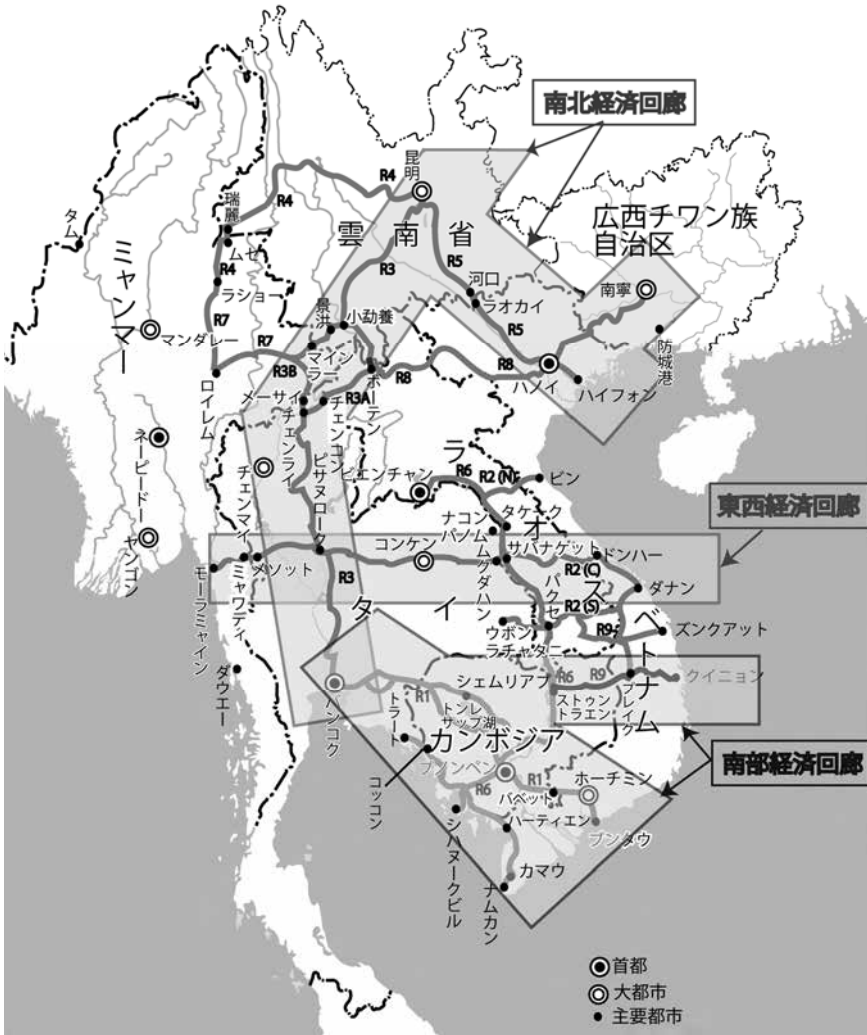 南北経済回廊
昆明
R4
R4
瑞麗
雲南省
広西チワン族
自治区
タム
ミャンマー
ムセ
R4
ラショー
R3
R5
河口
ラオカイ
南寧
景洪
小勐養
R5
防城港
マンダレー
R7
R7
マインラー
R3B
R8
R8
ハノイ
ハイフォン
ロイレム
メーサイ
R3A
ボーテン
チェンライ
チェンコン
ラオス
ネーピードー
チェンマイ
ピサヌローク
ビエンチャン
R6
R2 (N)
ビン
東西経済回廊
ナコン
パノム
タケーク
ヤンゴン
コンケン
サバナケット
ドンハー
モーラミャイン
ミャワティ
メソット
R3
ムクダハン
R2 (C)
ダナン
タイ
パクセ
R2 (S)
ウボン
ラチャタニ
R9
ズンクアット
ベトナム
ダウエー
バンコク
シェムリアプ
R6
R9
クイニョン
R1
トンレ
サップ湖
ストゥン
トラエン
プレイク
トラート
カンボジア
南部経済回廊
コッコン
プノンペン
R1
ホーチミン
R6
バベット
シハヌークビル
ハーティエン
ブンタウ
カマウ
ナムカン
首都
大都市
主要都市